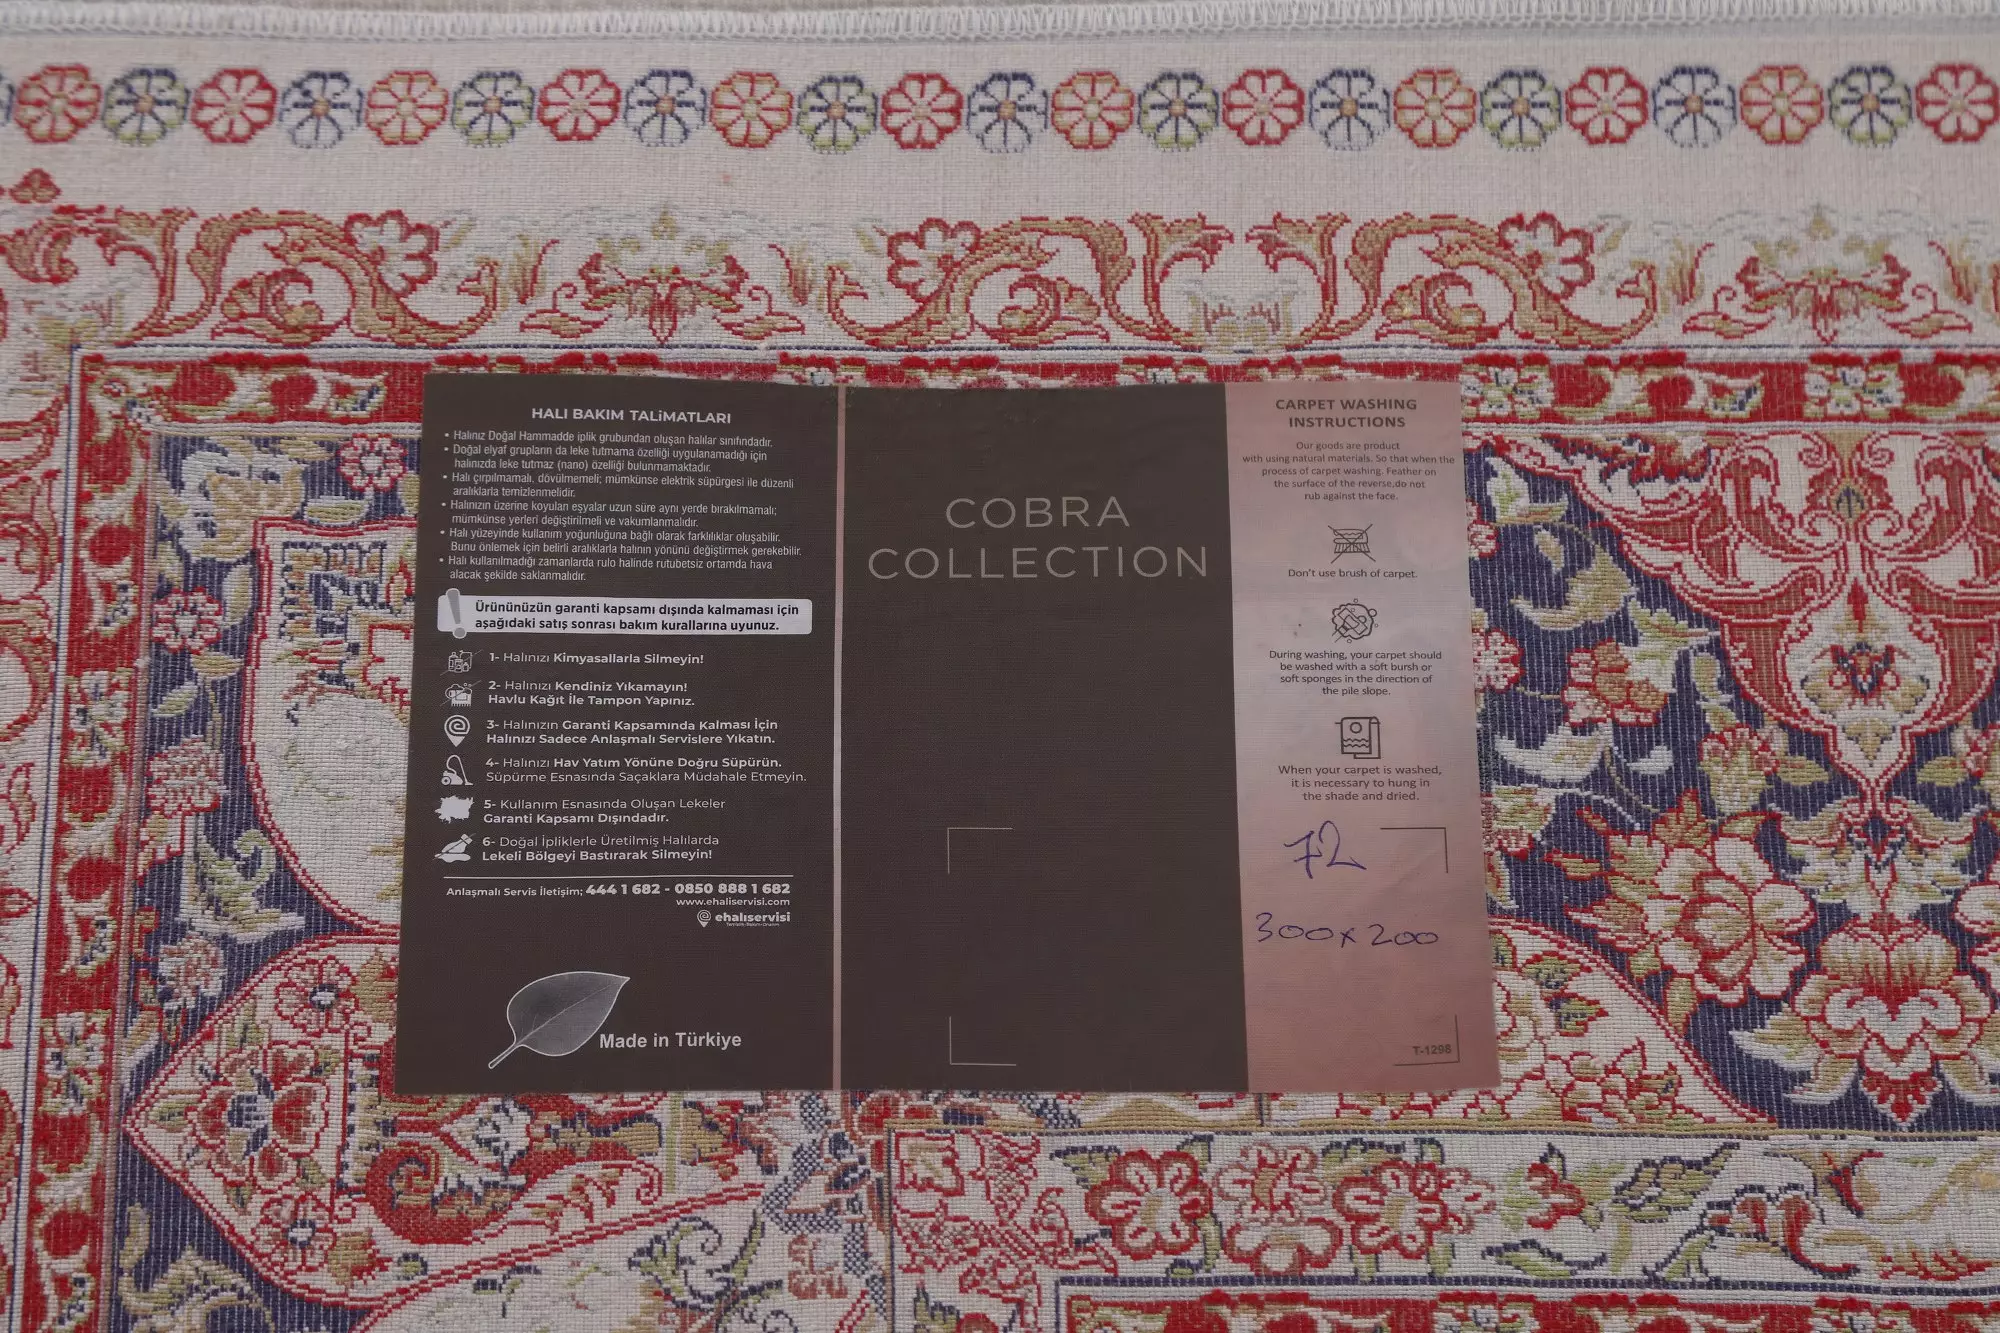 HALI BAKIM TALİMATLARI
• Halınız Doğal Hammadde iplik grubundan oluşan halılar sınıfındadır.
• Doğal elyaf grupların da leke tutmama özelliği uygulanamadığı için
halınızda leke tutmaz (nano) özelliği bulunmamaktadır.
• Halı çırpılmamalı, dövülmemeli; mümkünse elektrik süpürgesi ile düzenli
aralıklarla temizlenmelidir.
• Halınızın üzerine koyulan eşyalar uzun süre aynı yerde bırakılmamalı;
mümkünse yerleri değiştirilmeli ve vakumlanmalıdır.
• Halı yüzeyinde kullanım yoğunluğuna bağlı olarak farklılıklar oluşabilir.
Bunu önlemek için belirli aralıklarla halının yönünü değiştirmek gerekebilir.
• Halı kullanılmadığı zamanlarda rulo halinde rutubetsiz ortamda hava
alacak şekilde saklanmalıdır.
Ürününüzün garanti kapsamı dışında kalmaması için
aşağıdaki satış sonrası bakım kurallarına uyunuz.
1- Halınızı Kimyasallarla Silmeyin!
2- Halınızı Kendiniz Yıkamayın!
Havlu Kağıt İle Tampon Yapınız.
3- Halınızın Garanti Kapsamında Kalması İçin
Halınızı Sadece Anlaşmalı Servislere Yıkatın.
4- Halınızı Hav Yatım Yönüne Doğru Süpürün.
Süpürme Esnasında Saçaklara Müdahale Etmeyin.
5- Kullanım Esnasında Oluşan Lekeler
Garanti Kapsamı Dışındadır.
6- Doğal İpliklerle Üretilmiş Halılarda
Lekeli Bölgeyi Bastırarak Silmeyin!
Anlaşmalı Servis İletişim; 444 1 682 - 0850 888 1 682
www.ehaliservisi.com
ehalıservisi
Made in Türkiye
COBRA
COLLECTION
CARPET WASHING
INSTRUCTIONS
Our goods are product
with using natural materials. So that when the
process of carpet washing. Feather on
the surface of the reverse,do not
rub against the face.
Don't use brush of carpet.
During washing, your carpet should
be washed with a soft bursh or
soft sponges in the direction of
the pile slope.
When your carpet is washed,
it is necessary to hung in
the shade and dried.
72
300x200
T-1298